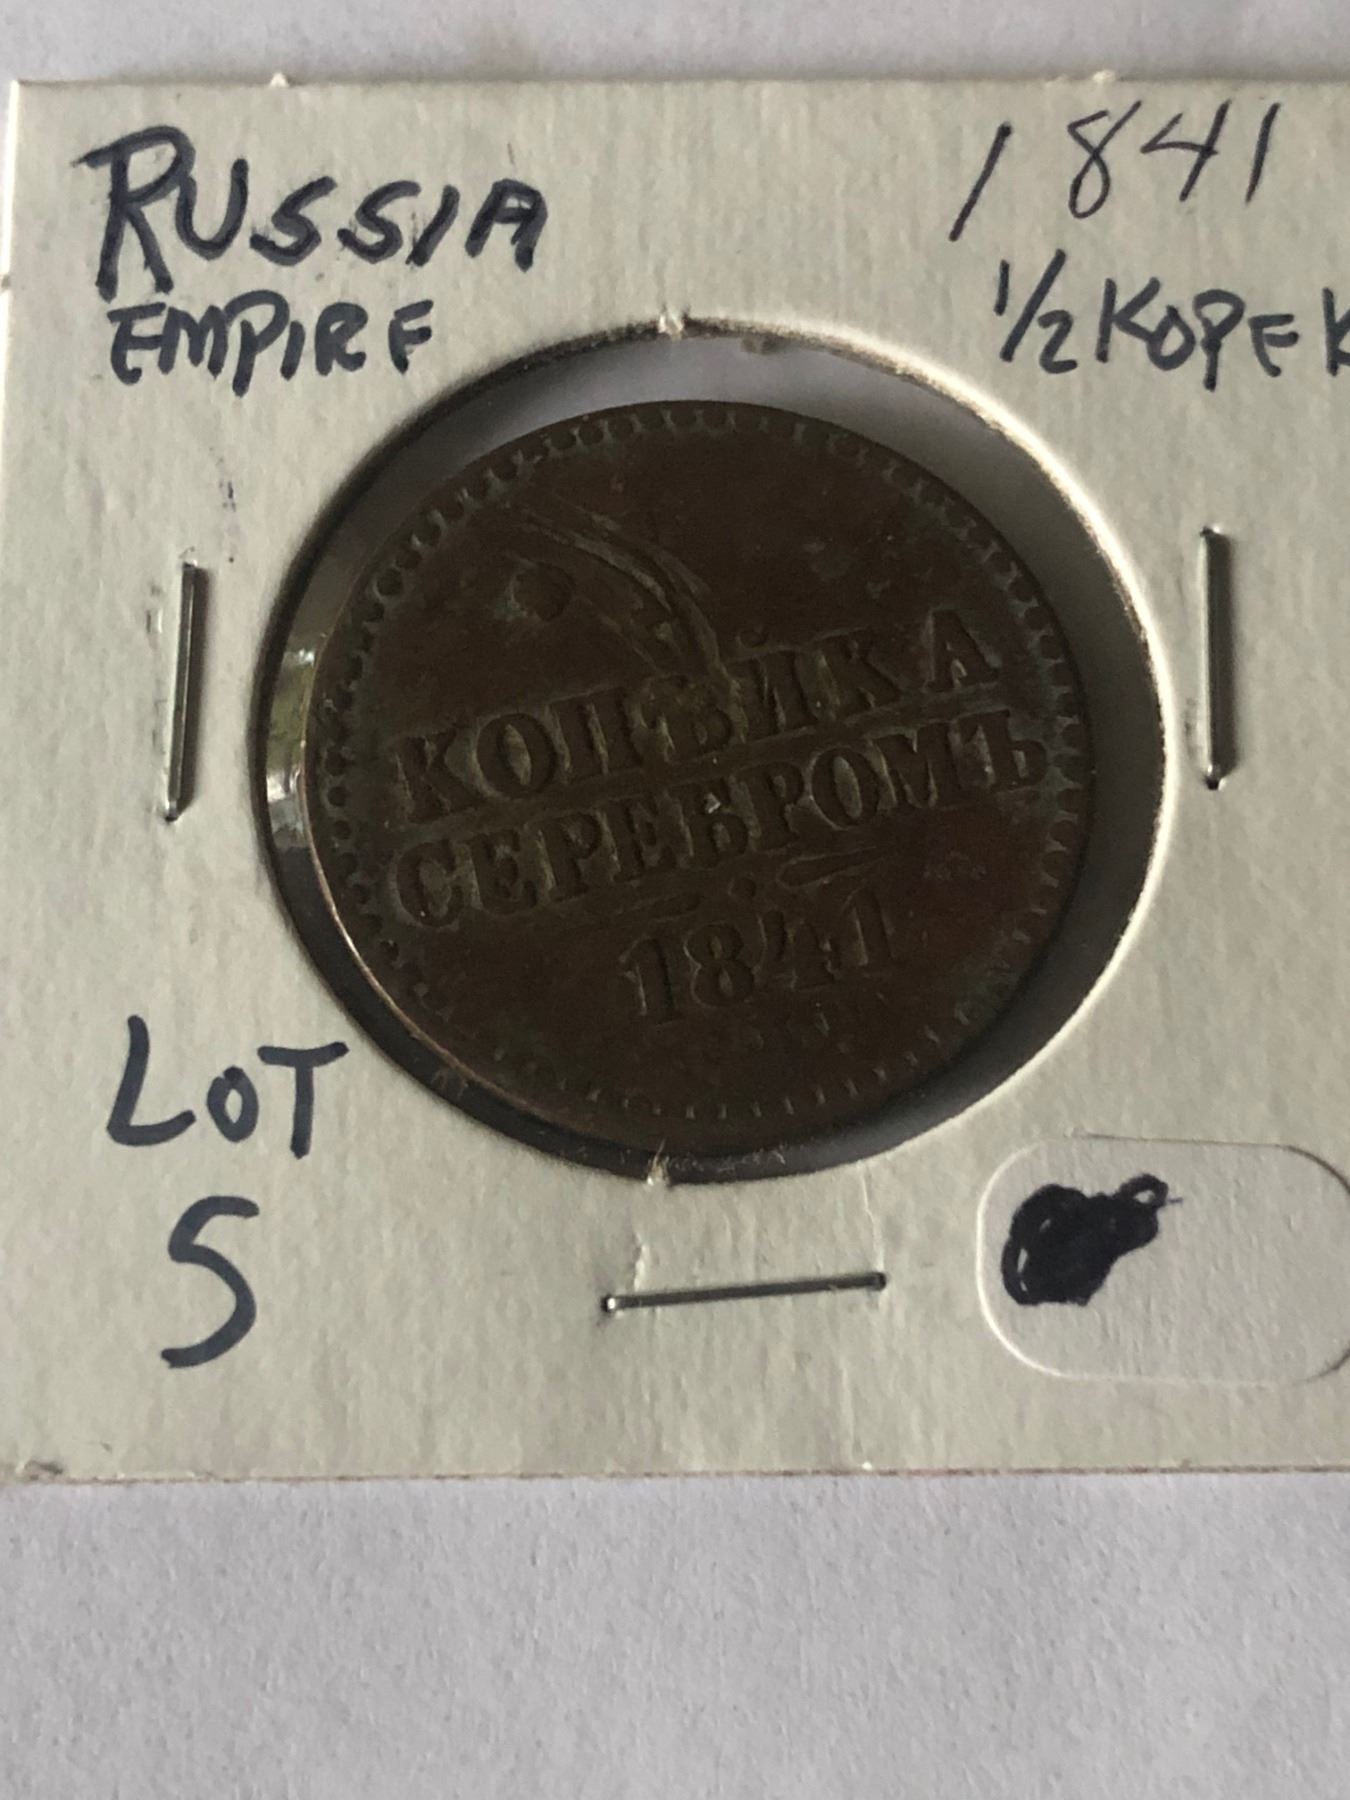 RUSSIA
EMPIRE
1841
1/2 KOPEK
КОПѢЙКА
СЕРЕБРОМЪ
1841
LOT
5